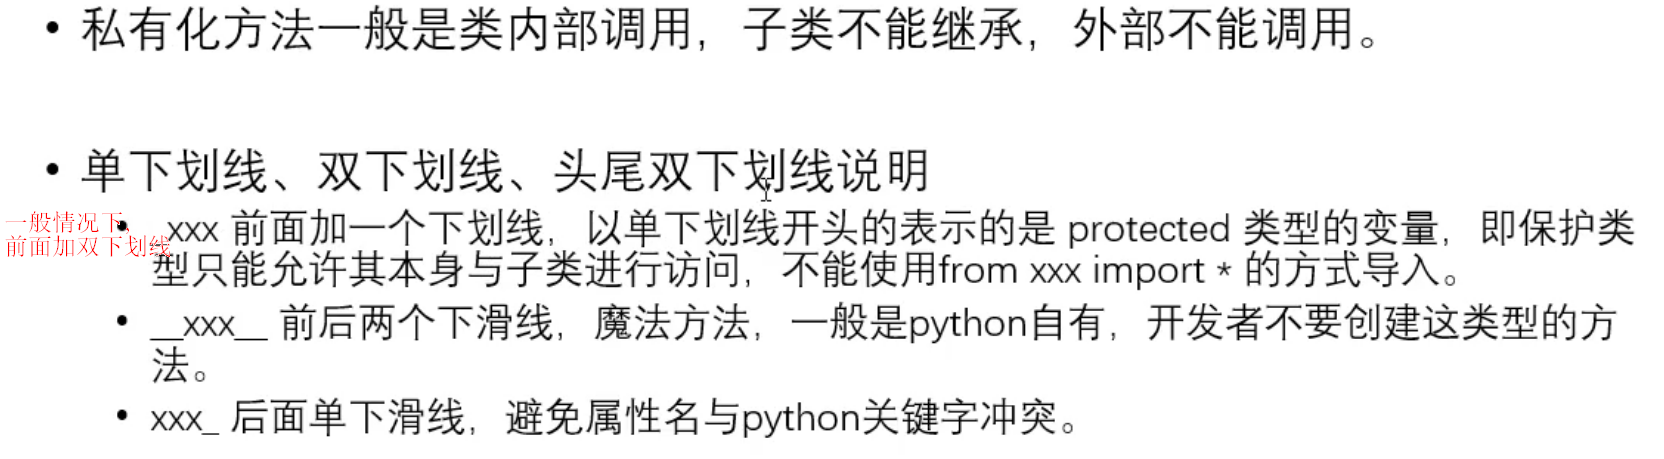 • 私有化方法一般是类内部调用，子类不能继承，外部不能调用。
• 单下划线、双下划线、头尾双下划线说明
一般情况下，
前面加双下划线
• _xxx 前面加一个下划线，以单下划线开头的表示的是 protected 类型的变量，即保护类
型只能允许其本身与子类进行访问，不能使用from xxx import * 的方式导入。
• __xxx__ 前后两个下滑线，魔法方法，一般是python自有，开发者不要创建这类型的方
法。
• xxx_ 后面单下滑线，避免属性名与python关键字冲突。